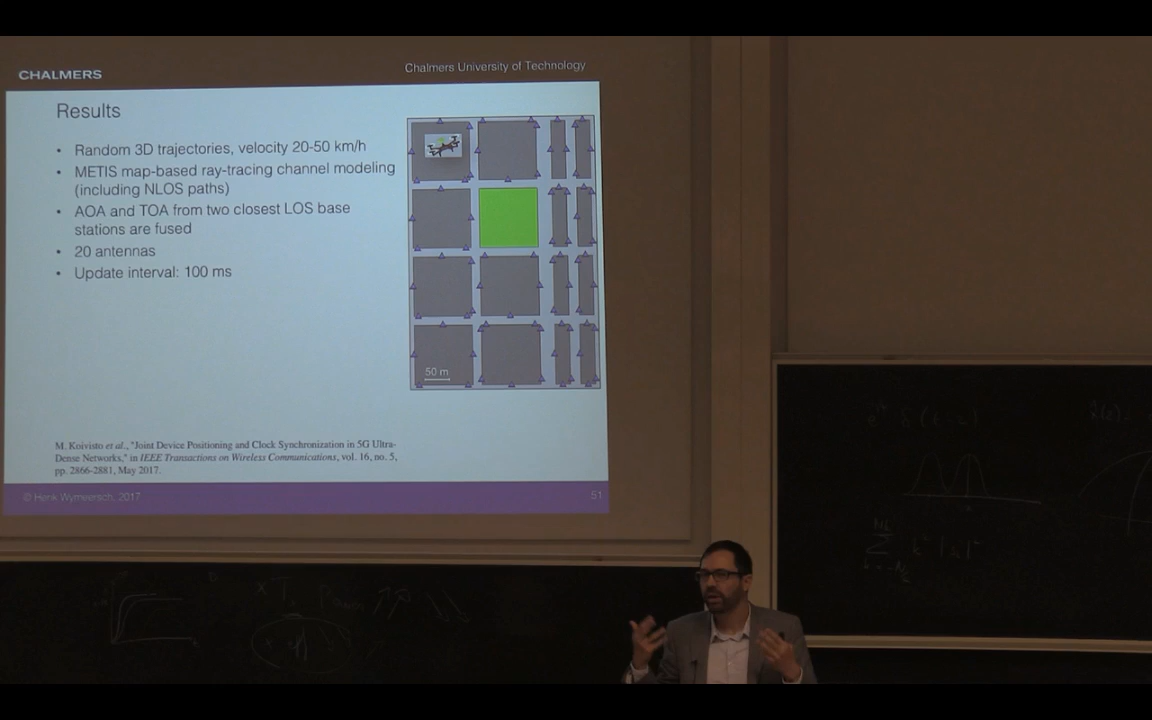 CHALMERS
Chalmers University of Technology
Results
• Random 3D trajectories, velocity 20-50 km/h
• METIS map-based ray-tracing channel modeling
(including NLOS paths)
• AOA and TOA from two closest LOS base
stations are fused
• 20 antennas
• Update interval: 100 ms
50 m
M. Koivisto et al., "Joint Device Positioning and Clock Synchronization in 5G Ultra-
Dense Networks," in IEEE Transactions on Wireless Communications, vol. 16, no. 5,
pp. 2866-2881, May 2017.
© Henk Wymeersch, 2017
51